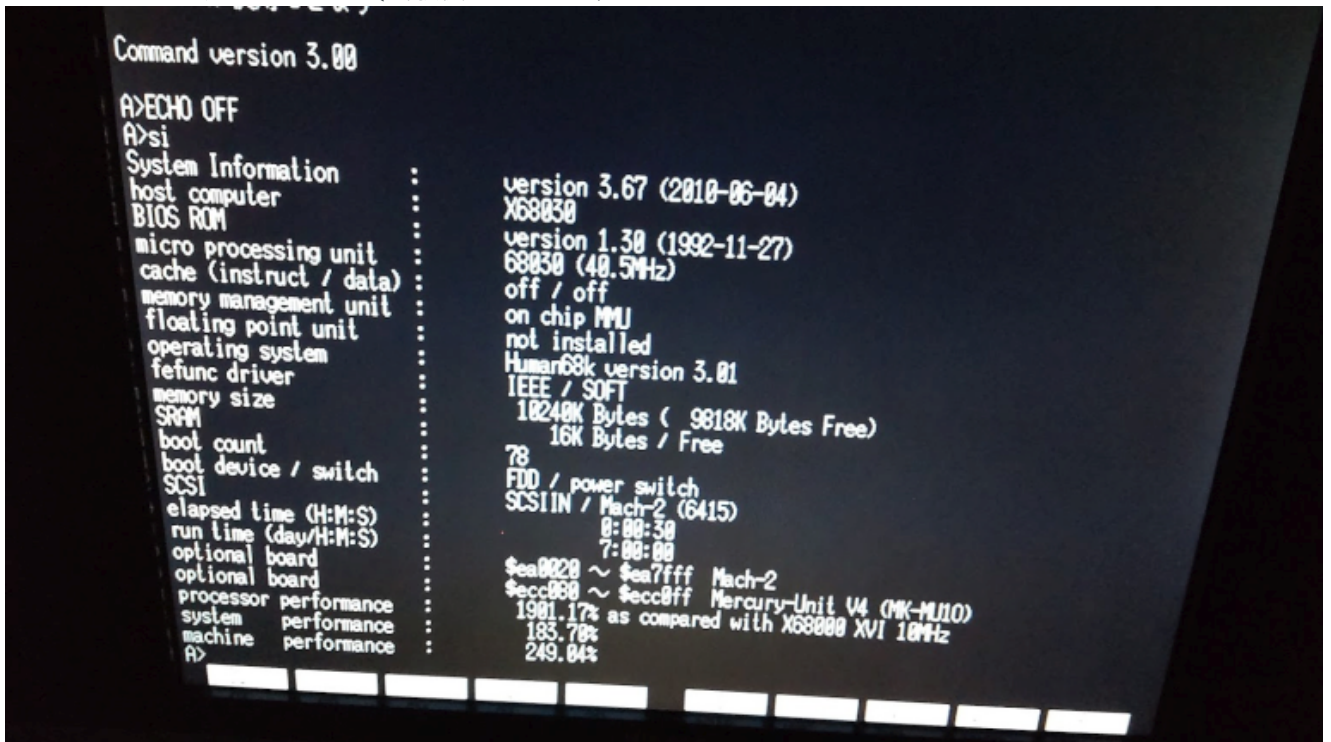 Command version 3.00
A>ECHO OFF
A>si
System Information : version 3.67 (2010-06-04)
host computer : X68030
BIOS ROM : version 1.30 (1992-11-27)
micro processing unit : 68030 (40.5MHz)
cache (instruct / data) : off / off
memory management unit : on chip MMU
floating point unit : not installed
operating system : Human68k version 3.01
fefunc driver : IEEE / SOFT
memory size : 10240K Bytes ( 9818K Bytes Free)
SRAM : 16K Bytes / Free
boot count : 78
boot device / switch : FDD / power switch
SCSI : SCSIIN / Mach-2 (6415)
elapsed time (H:M:S) : 0:00:30
run time (day/H:M:S) : 7:00:00
optional board : $ea0020 ~ $ea7fff Mach-2
optional board : $ecc080 ~ $ecc0ff Mercury-Unit V4 (MK-MU1O)
processor performance : 1901.17% as compared with X68000 XVI 10MHz
system performance : 183.70%
machine performance : 249.04%
A>